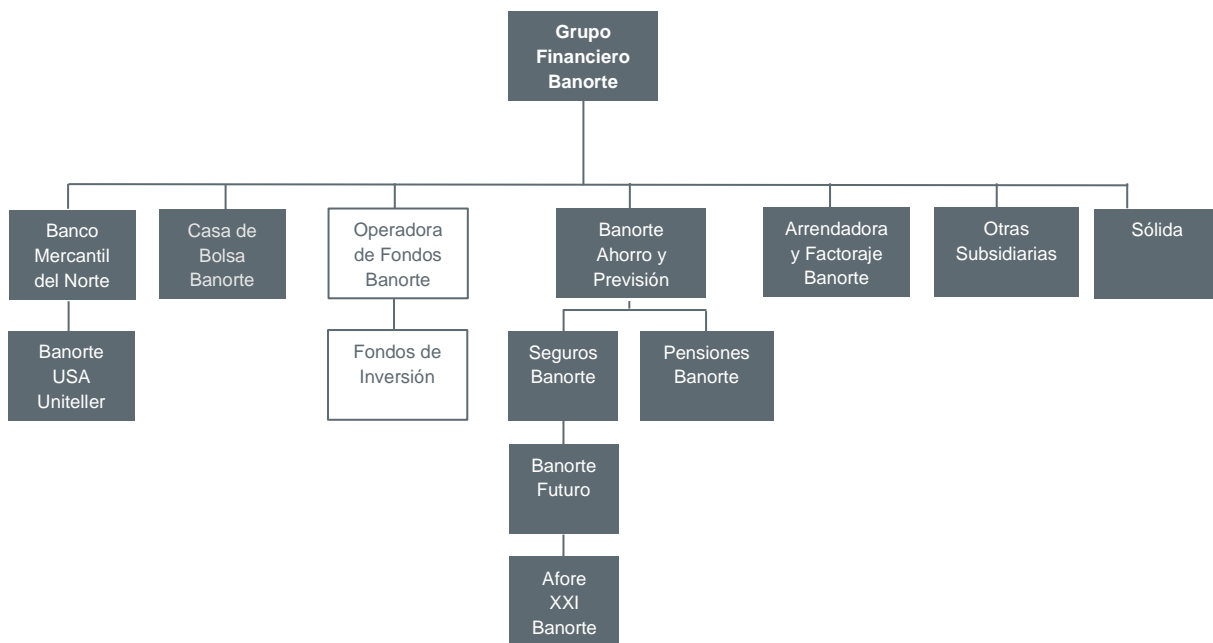 Grupo
Financiero
Banorte
Banco
Mercantil
del Norte
Casa de
Bolsa
Banorte
Operadora
de Fondos
Banorte
Banorte
Ahorro y
Previsión
Arrendadora
y Factoraje
Banorte
Otras
Subsidiarias
Sólida
Banorte
USA
Uniteller
Fondos de
Inversión
Seguros
Banorte
Pensiones
Banorte
Banorte
Futuro
Afore
XXI
Banorte